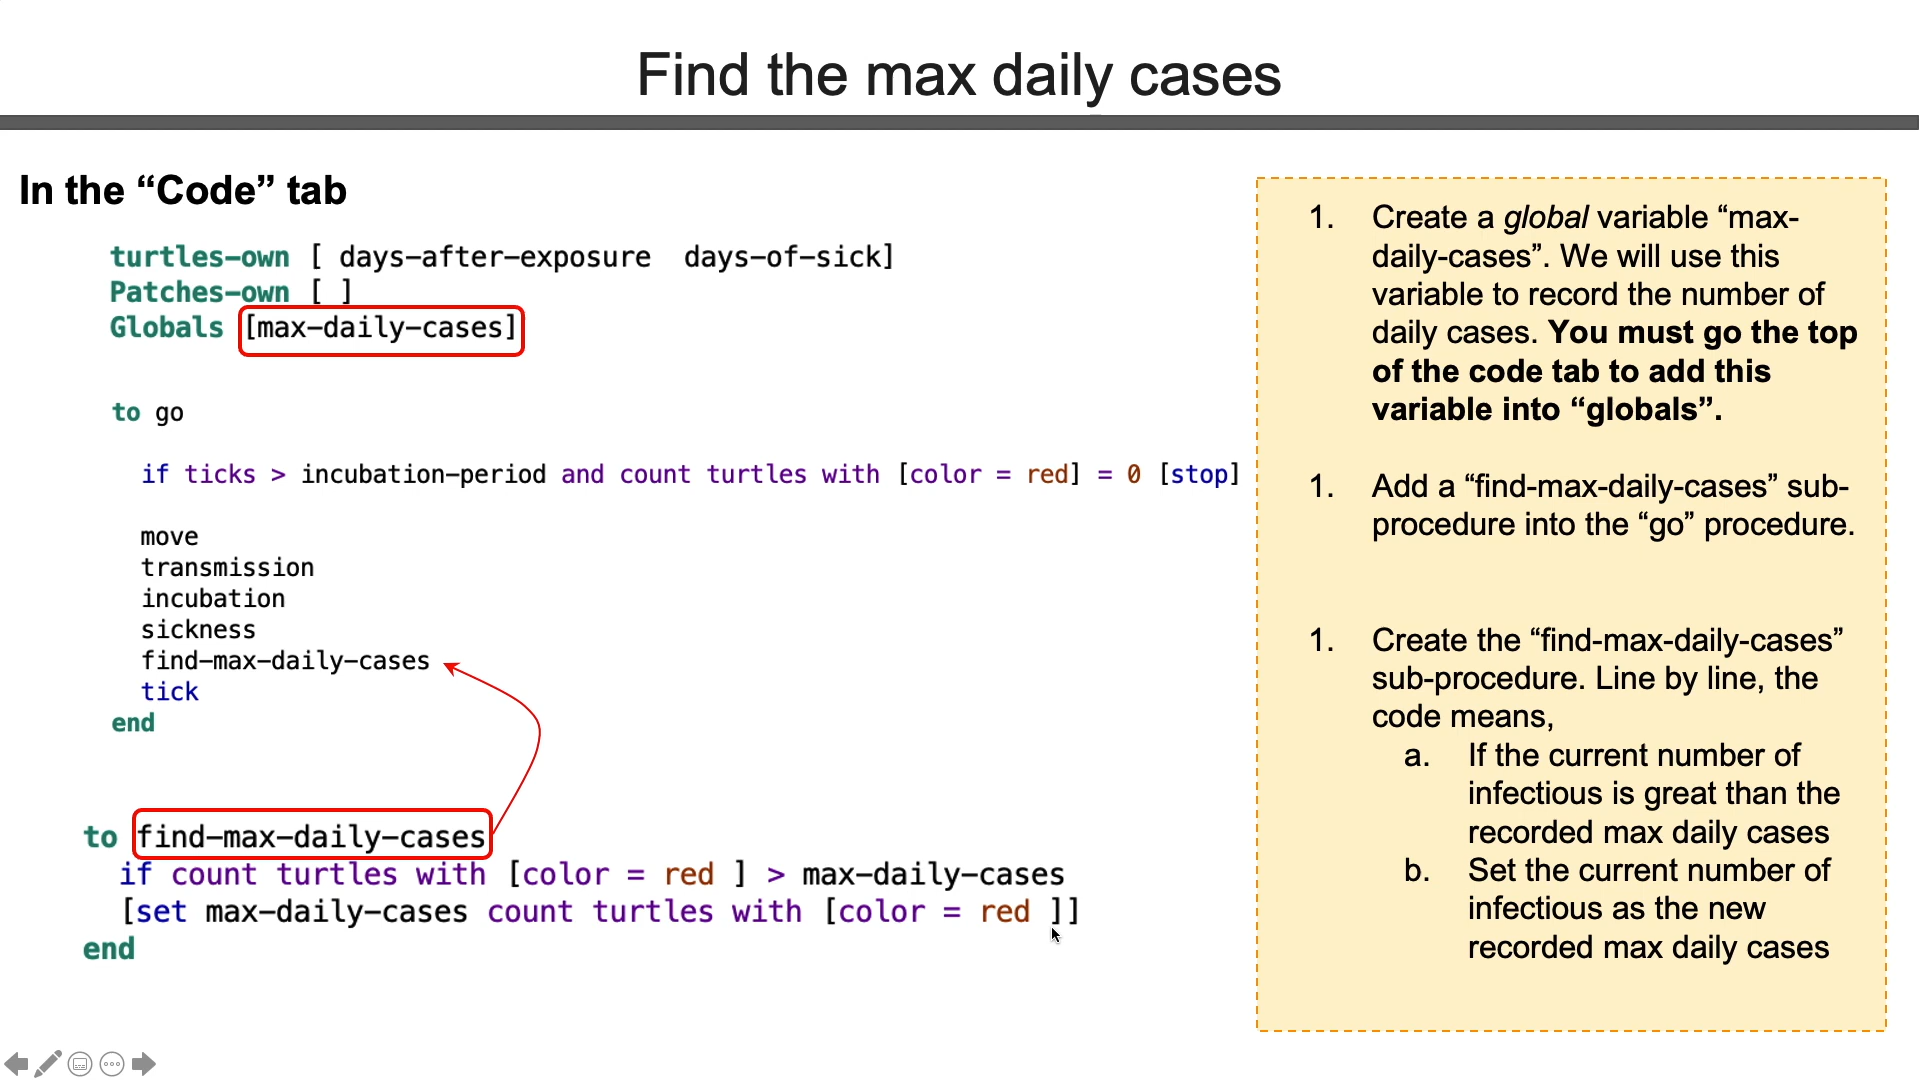 Find the max daily cases
In the “Code” tab
turtles-own [ days-after-exposure  days-of-sick]
Patches-own [ ]
Globals [max-daily-cases]
to go
if ticks > incubation-period and count turtles with [color = red] = 0 [stop]
move
transmission
incubation
sickness
find-max-daily-cases
tick
end
to find-max-daily-cases
if count turtles with [color = red ] > max-daily-cases
[set max-daily-cases count turtles with [color = red ]]
end
1. Create a global variable “max-
daily-cases”. We will use this
variable to record the number of
daily cases. You must go the top
of the code tab to add this
variable into “globals”.
1. Add a “find-max-daily-cases” sub-
procedure into the “go” procedure.
1. Create the “find-max-daily-cases”
sub-procedure. Line by line, the
code means,
a. If the current number of
infectious is great than the
recorded max daily cases
b. Set the current number of
infectious as the new
recorded max daily cases